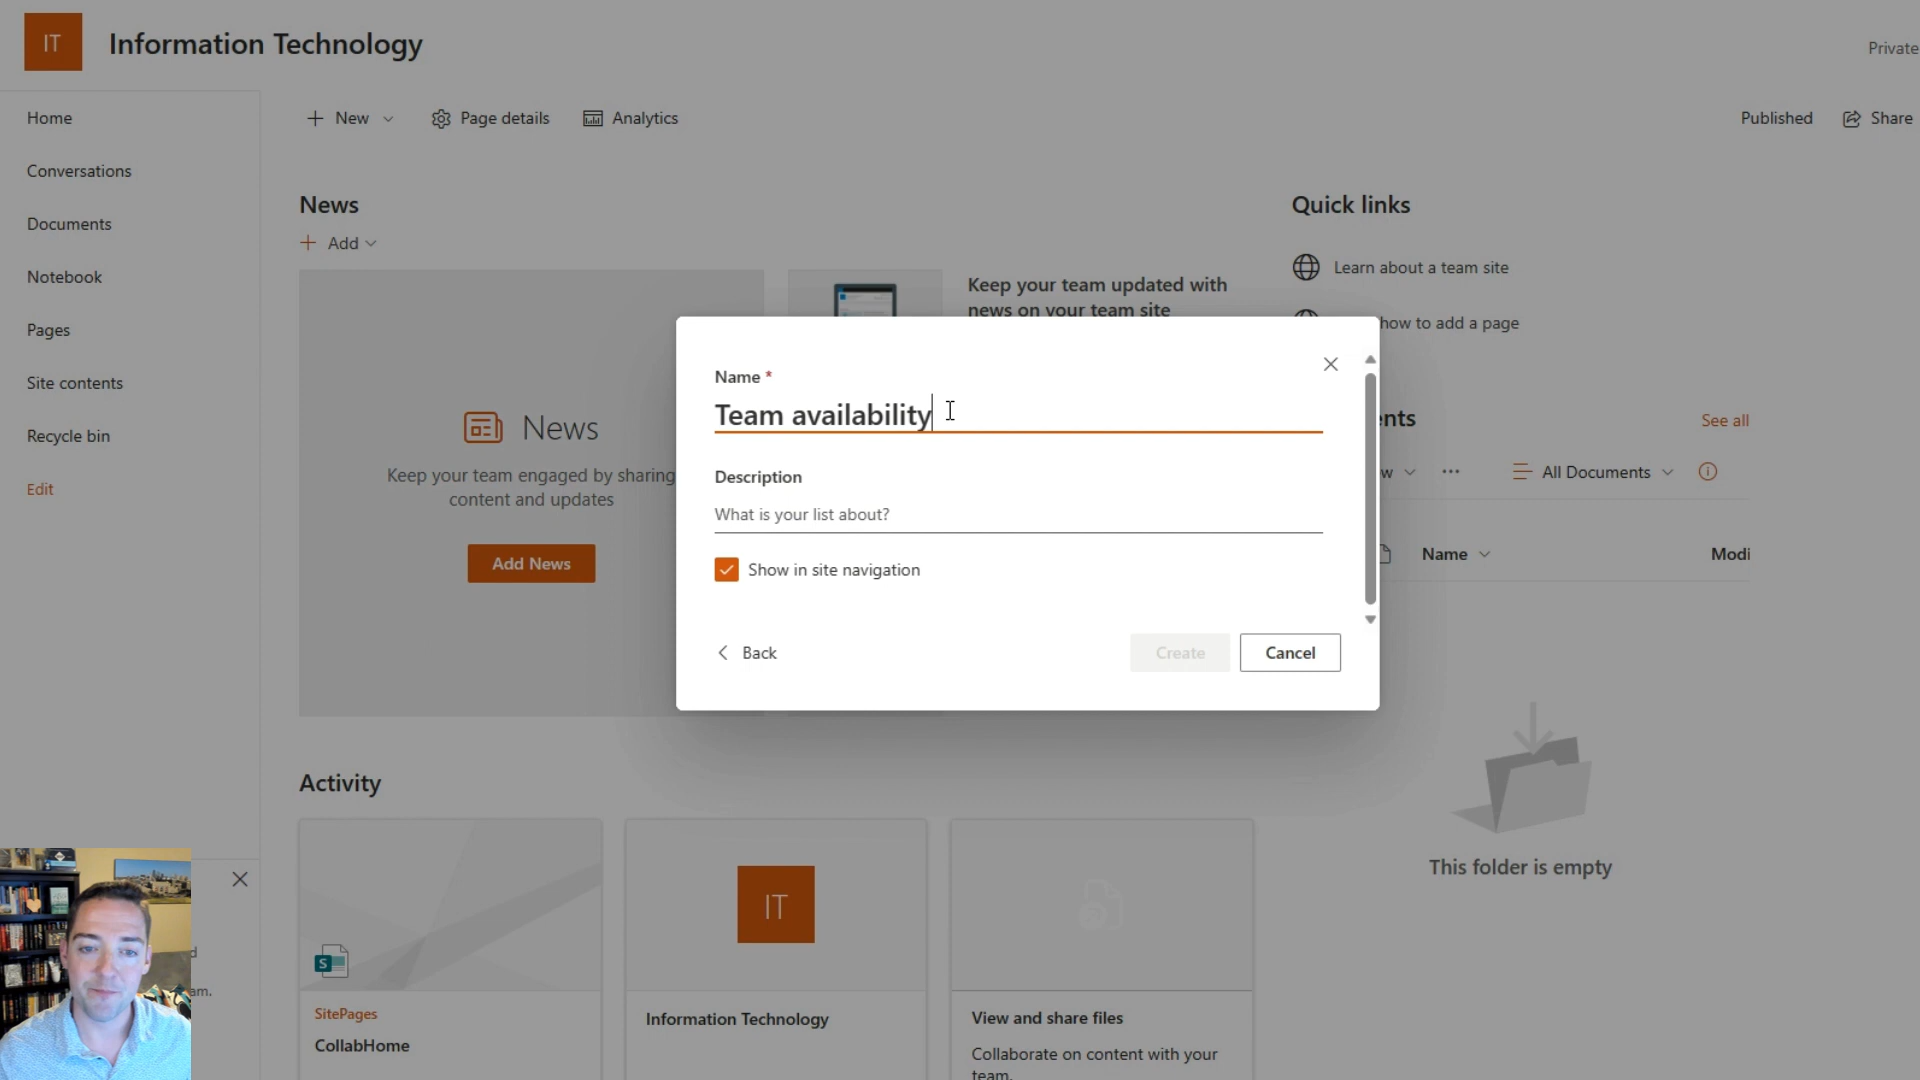 IT
Information Technology
Private
Home
Conversations
Documents
Notebook
Pages
Site contents
Recycle bin
Edit
New
Page details
Analytics
Published
Share
News
Add
News
Keep your team engaged by sharing
content and updates
Add News
Keep your team updated with
news on your team site
Quick links
Learn about a team site
how to add a page
Name *
Team availability
Description
What is your list about?
Show in site navigation
Back
Create
Cancel
ents
See all
w
All Documents
Name
Modi
This folder is empty
Activity
S
SitePages
CollabHome
IT
Information Technology
View and share files
Collaborate on content with your
team.
d
am.